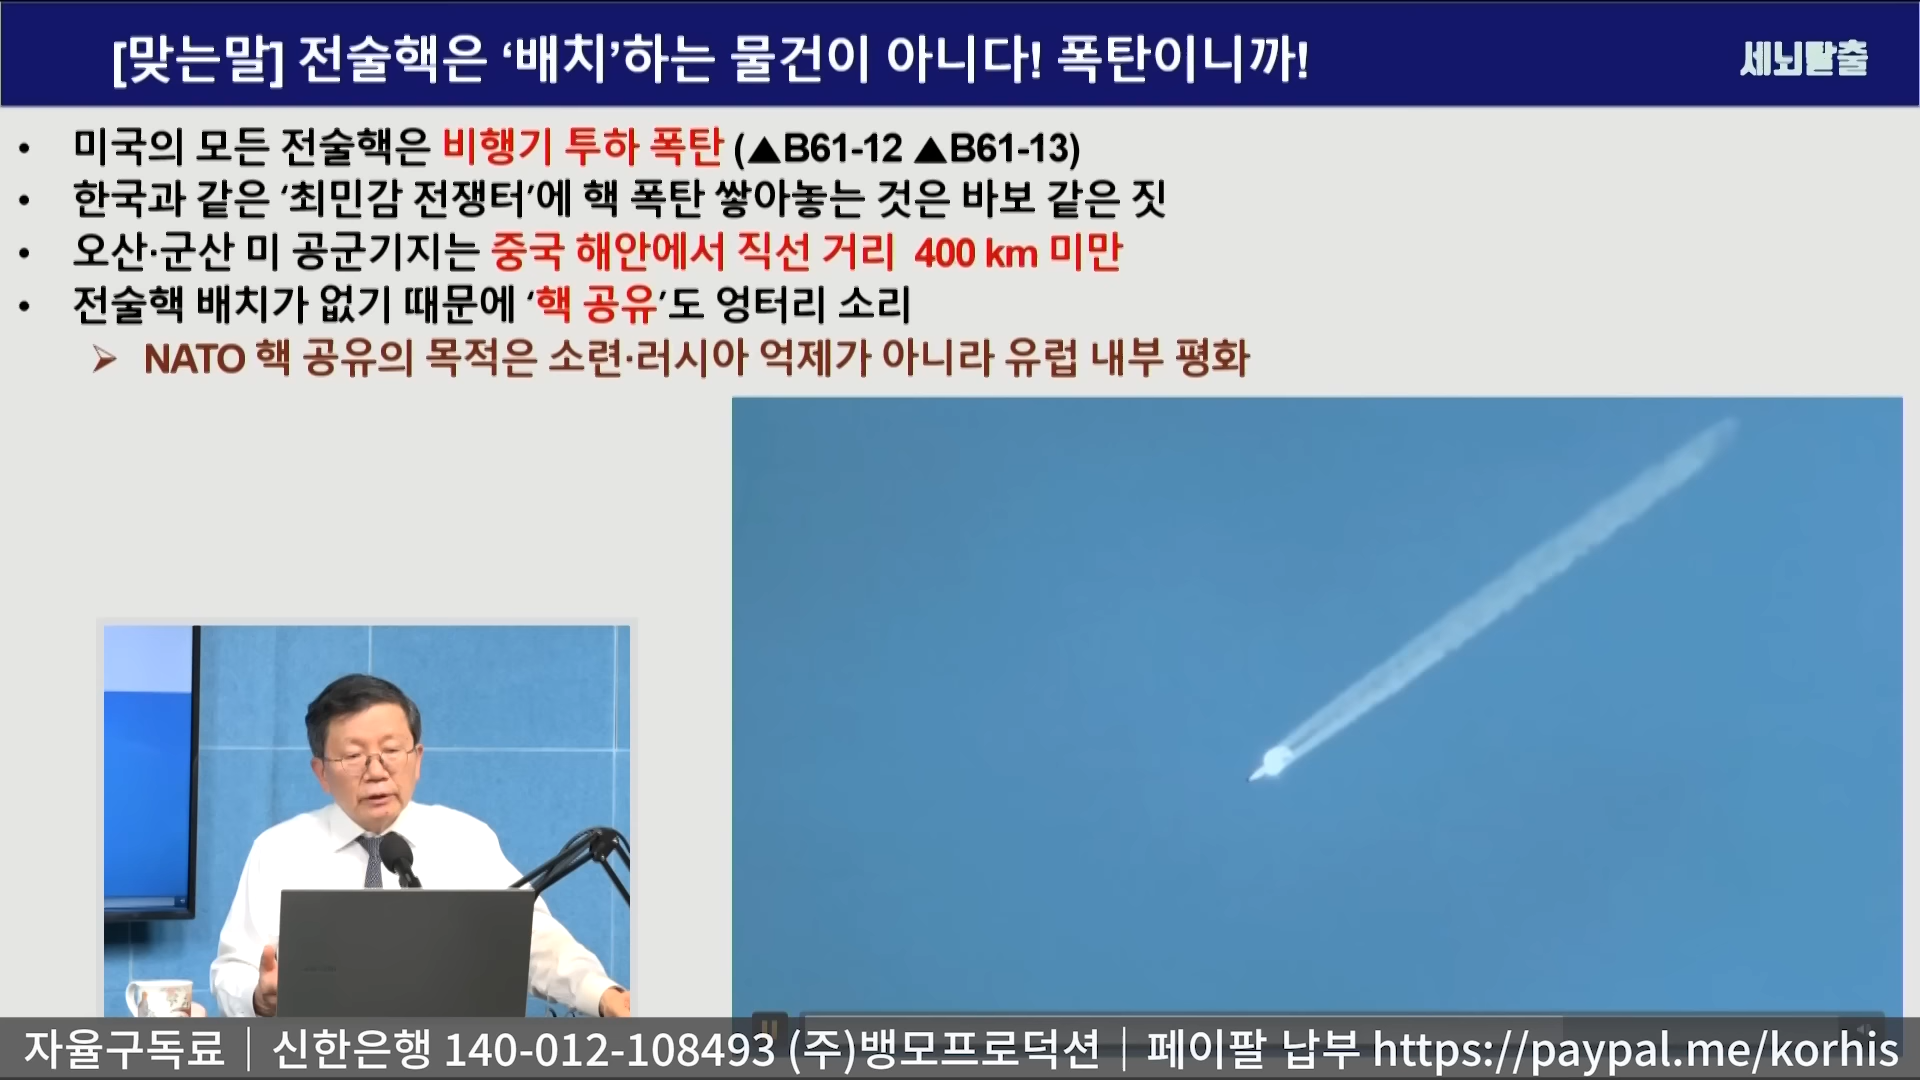 [맞는말] 전술핵은 ‘배치’하는 물건이 아니다! 폭탄이니까!
세뇌탈출
• 미국의 모든 전술핵은 비행기 투하 폭탄 (▲B61-12 ▲B61-13)
• 한국과 같은 ‘최민감 전쟁터’에 핵 폭탄 쌓아놓는 것은 바보 같은 짓
• 오산·군산 미 공군기지는 중국 해안에서 직선 거리 400 km 미만
• 전술핵 배치가 없기 때문에 ‘핵 공유’도 엉터리 소리
➢ NATO 핵 공유의 목적은 소련·러시아 억제가 아니라 유럽 내부 평화
자율구독료│신한은행 140-012-108493 (주)뱅모프로덕션│페이팔 납부 https://paypal.me/korhis